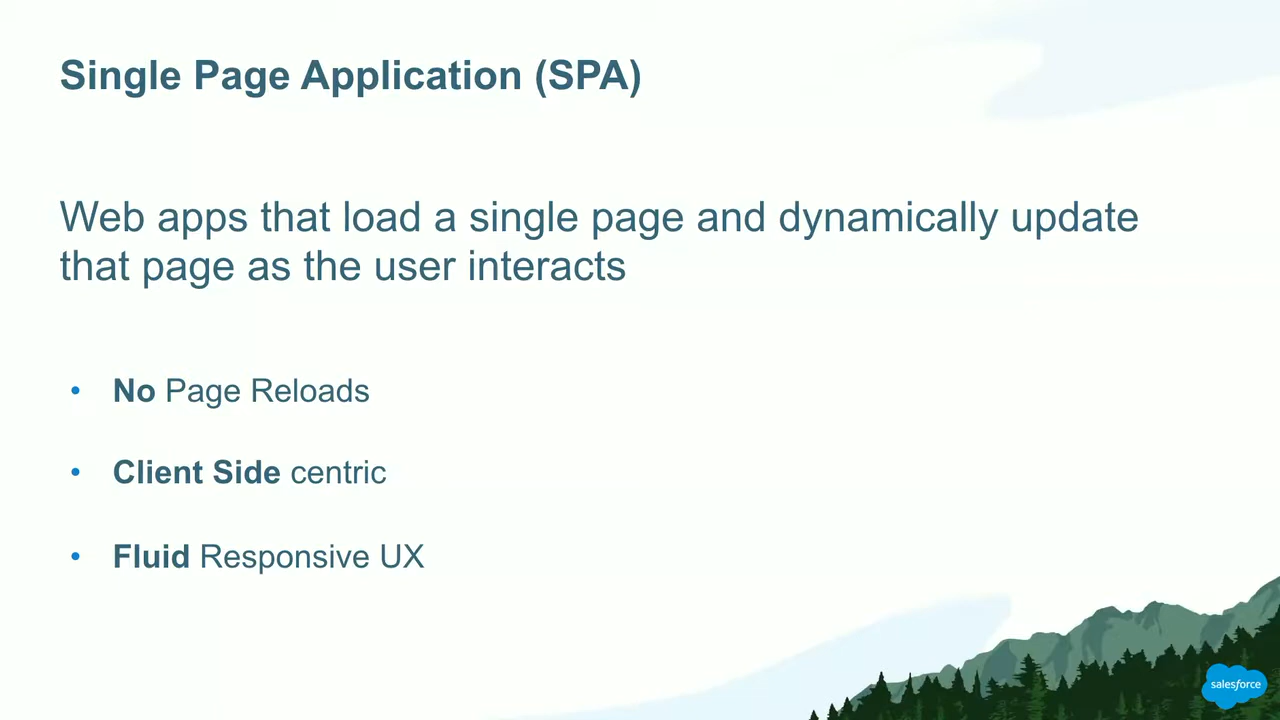 Single Page Application (SPA)
Web apps that load a single page and dynamically update
that page as the user interacts
• No Page Reloads
• Client Side centric
• Fluid Responsive UX
salesforce